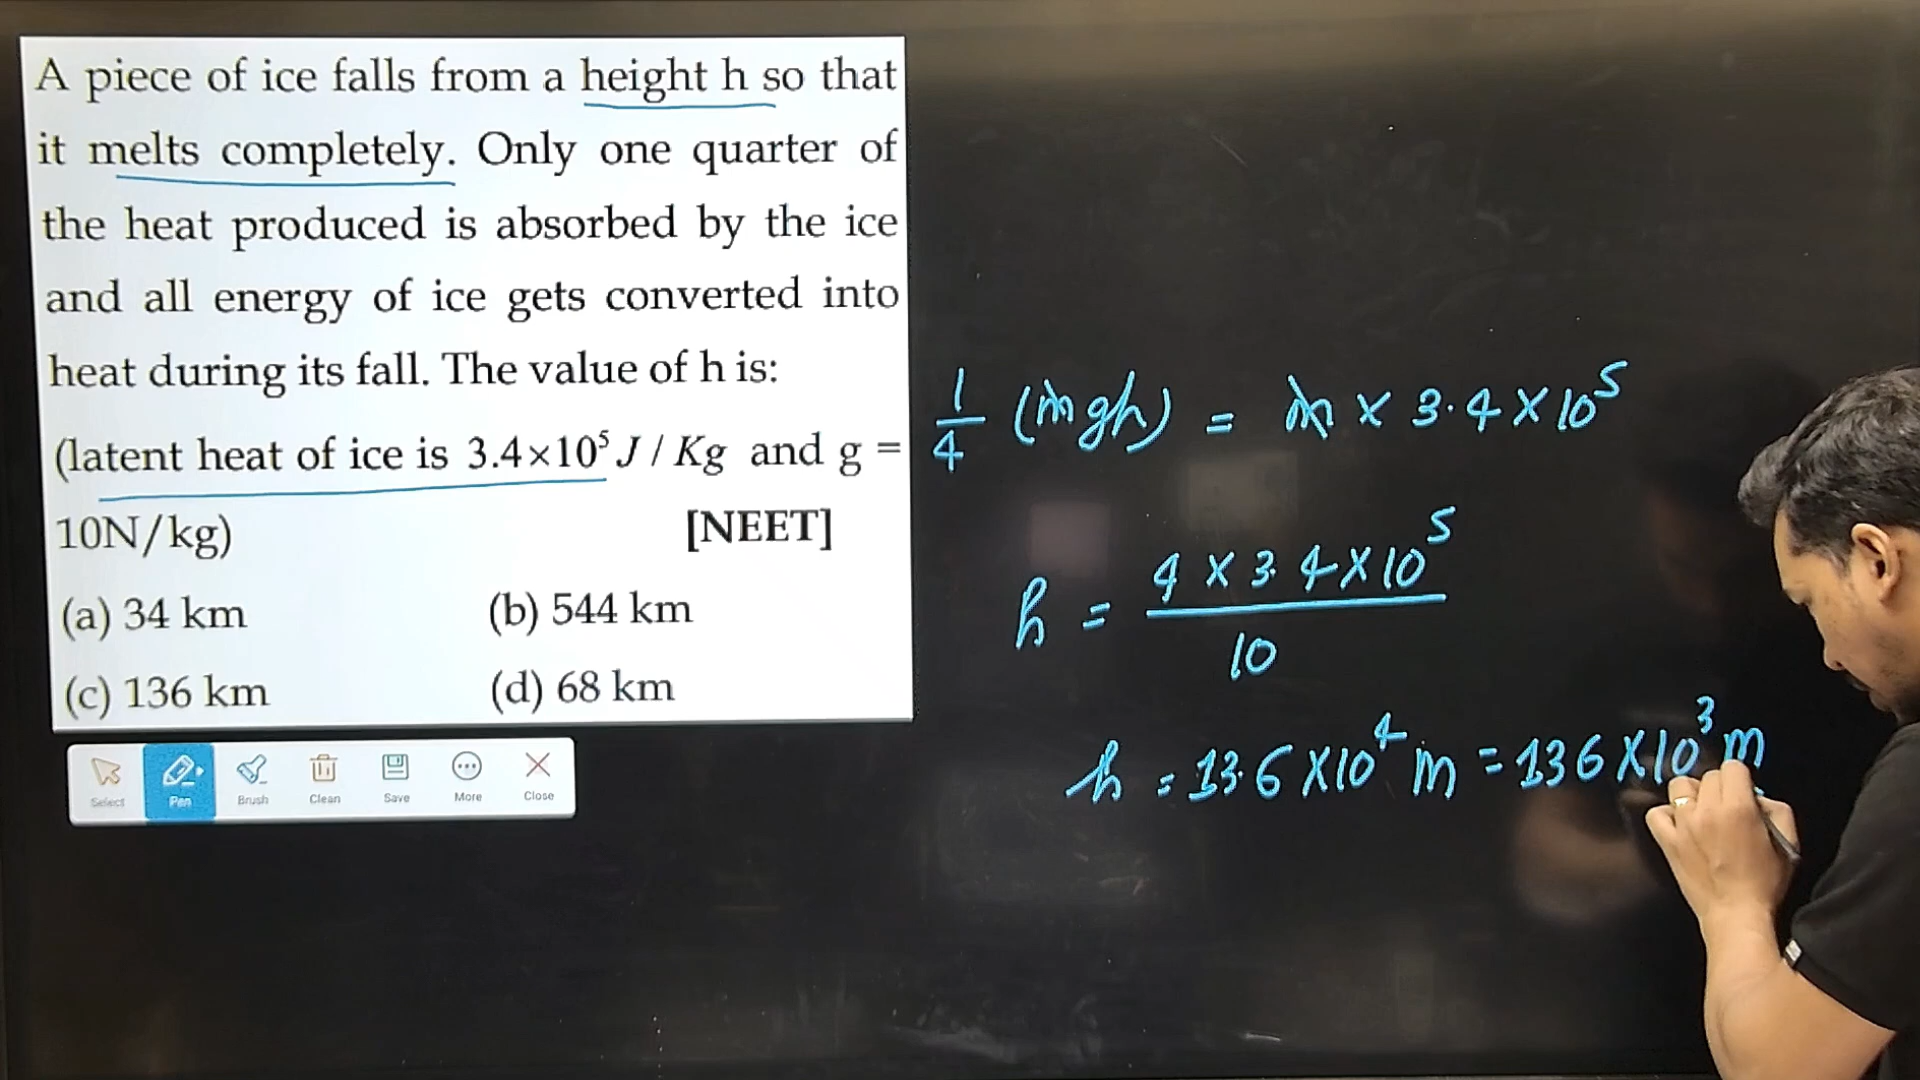 A piece of ice falls from a height h so that
it melts completely. Only one quarter of
the heat produced is absorbed by the ice
and all energy of ice gets converted into
heat during its fall. The value of h is:
(latent heat of ice is 3.4×10⁵ J / Kg and g =
10N/kg) [NEET]
(a) 34 km (b) 544 km
(c) 136 km (d) 68 km
Select Pen Brush Clean Save More Close
1/4 (mgh) = m × 3.4 × 10⁵
h = 4 × 3.4 × 10⁵ / 10
h = 13.6 × 10⁴ m = 136 × 10³ m